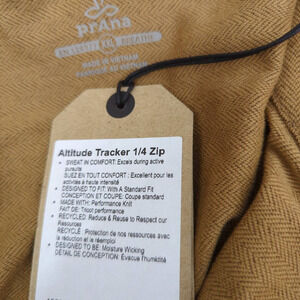 prAna
MADE IN VIETNAM
FABRIQUÉ AU VIETNAM
Altitude Tracker 1/4 Zip
• SWEAT IN COMFORT: Excels during active
pursuits
SUEZ EN TOUT CONFORT : Excellent pour les
activités à haute intensité
• DESIGNED TO FIT: With A Standard Fit
CONCEPTION ET COUPE: Coupe standard
• MADE WITH: Performance Knit
FAIT DE: Tricot performance
• RECYCLED: Reduce & Reuse to Respect our
Resources
RECYCLÉ : Protection de nos ressources avec
la réduction et le réemploi
• DESIGNED TO BE: Moisture Wicking
DÉTAIL DE CONCEPTION: Évacue l'humidité